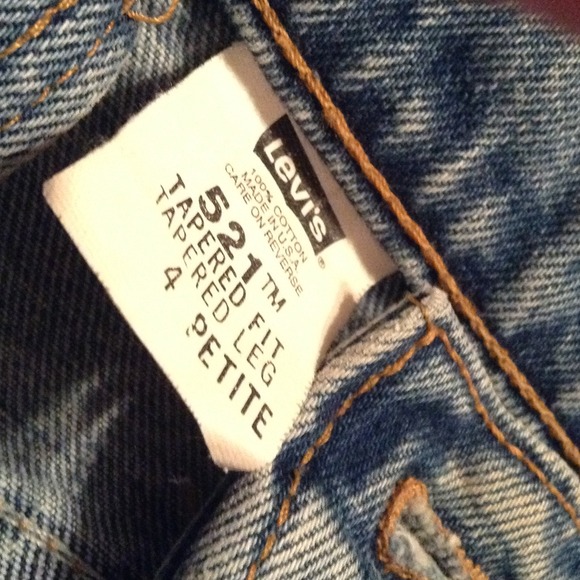 Levi's®
100% COTTON
MADE IN U.S.A.
CARE ON REVERSE
521™
TAPERED FIT
TAPERED LEG
4 PETITE